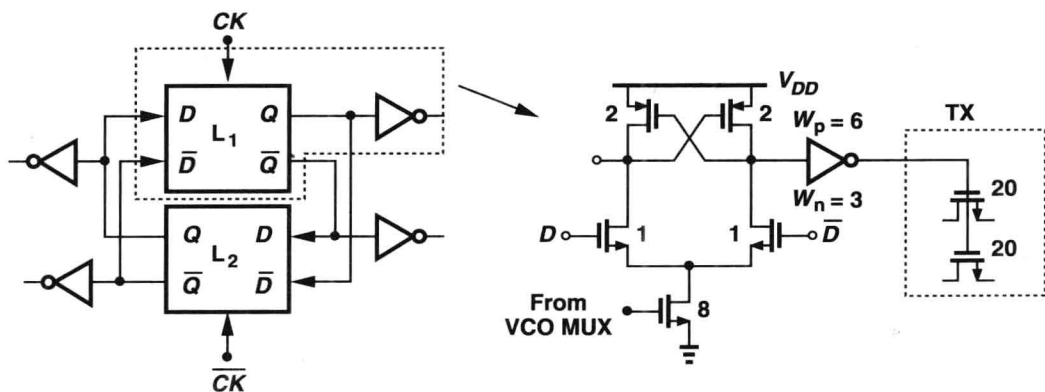 CK
D
L1
Q
D̅
Q̅
Q
L2
D
Q̅
D̅
C̅K̅
VDD
2
2
Wp = 6
Wn = 3
TX
20
20
D
1
1
D̅
From
VCO MUX
8